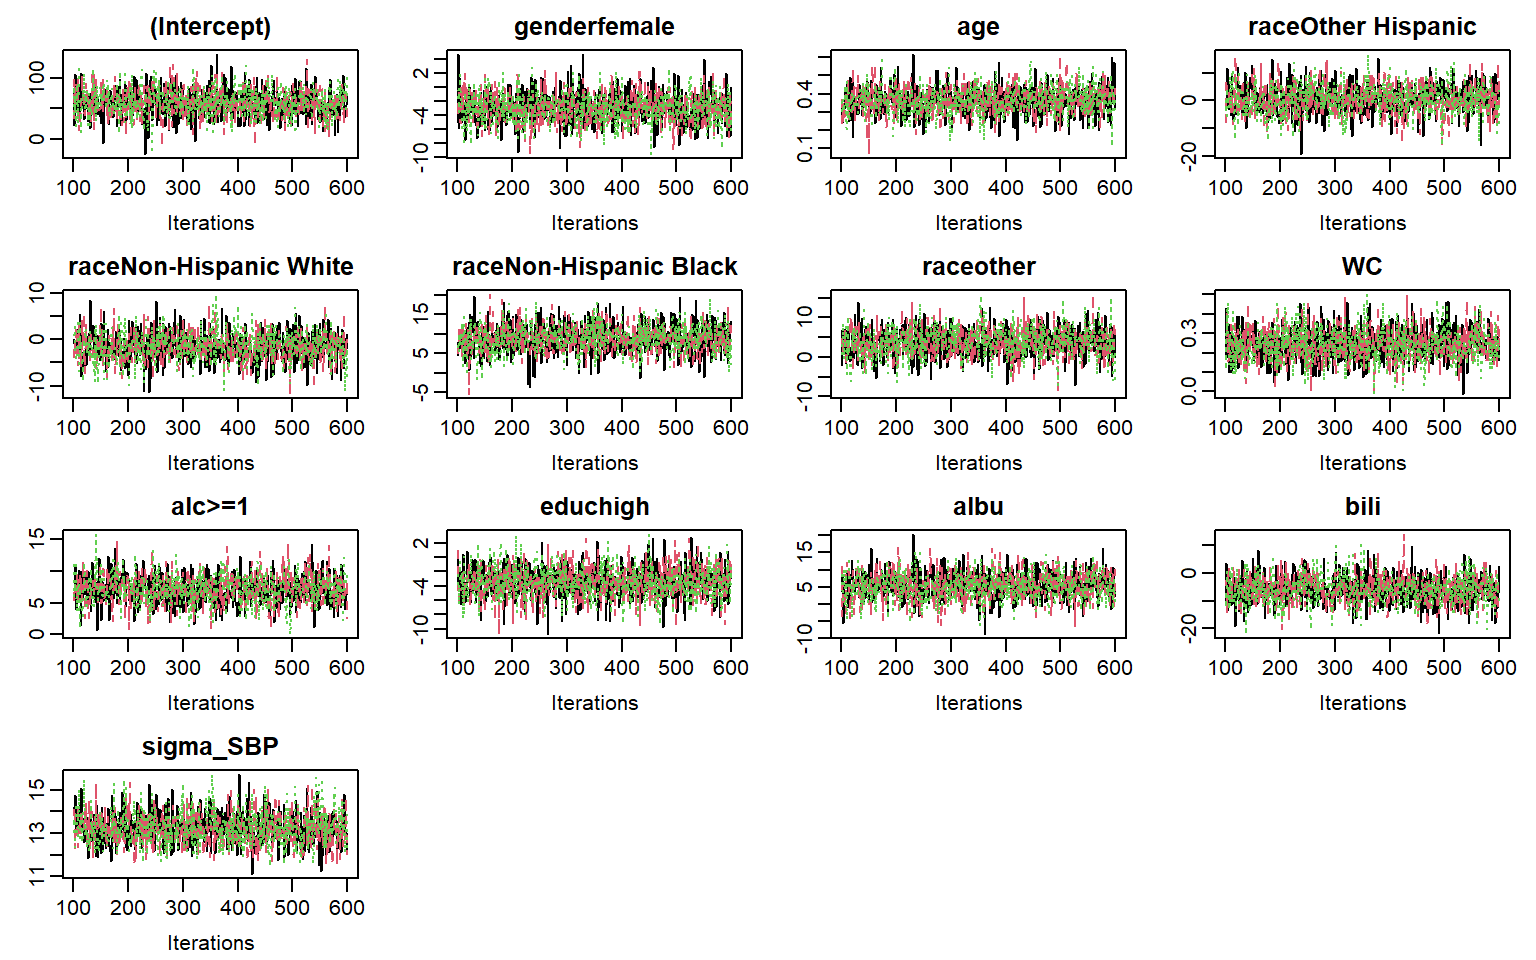 (Intercept) genderfemale age raceOther Hispanic
100 0 2 -4 -10 0.4 0.1 0 -20
100 200 300 400 500 600 100 200 300 400 500 600 100 200 300 400 500 600 100 200 300 400 500 600
Iterations Iterations Iterations Iterations
raceNon-Hispanic White raceNon-Hispanic Black raceother WC
10 0 -10 15 5 -5 10 0 -10 0.3 0.0
100 200 300 400 500 600 100 200 300 400 500 600 100 200 300 400 500 600 100 200 300 400 500 600
Iterations Iterations Iterations Iterations
alc>=1 educhigh albu bili
15 5 0 2 -4 -10 15 5 -10 0 -20
100 200 300 400 500 600 100 200 300 400 500 600 100 200 300 400 500 600 100 200 300 400 500 600
Iterations Iterations Iterations Iterations
sigma_SBP
15 13 11
100 200 300 400 500 600
Iterations